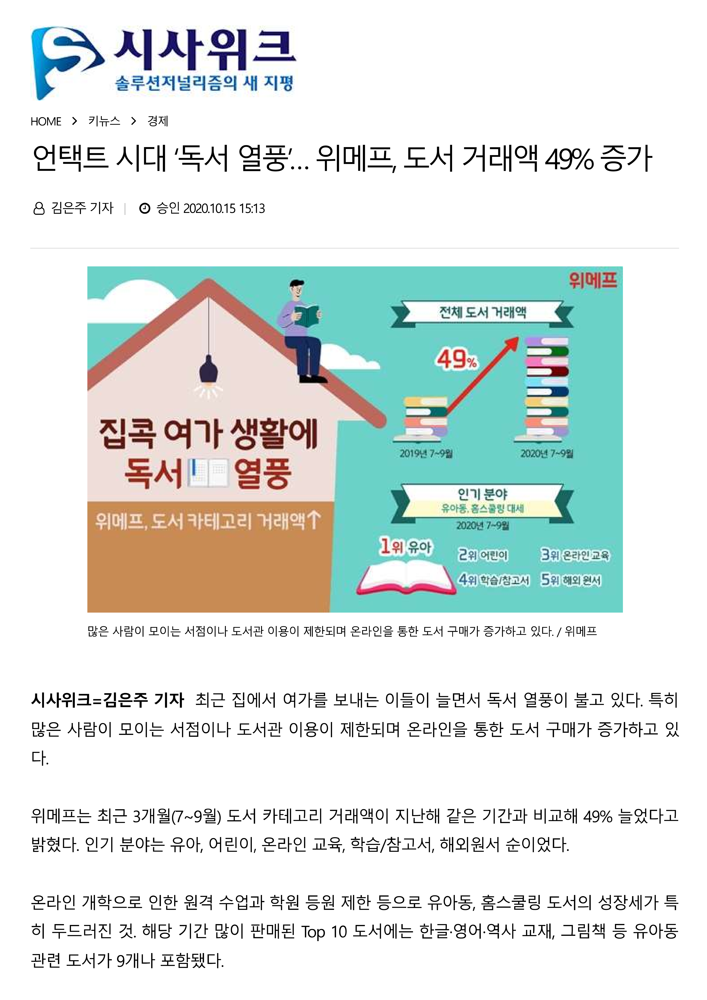 시사위크
솔루션저널리즘의 새 지평
HOME > 키뉴스 > 경제
언택트 시대 ‘독서 열풍’... 위메프, 도서 거래액 49% 증가
김은주 기자 | 승인 2020.10.15 15:13
위메프
전체 도서 거래액
49%
2019년 7~9월
2020년 7~9월
집콕 여가 생활에
독서 열풍
위메프, 도서 카테고리 거래액↑
인기 분야
유아동, 홈스쿨링 대세
2020년 7~9월
1위 유아
2위 어린이
3위 온라인 교육
4위 학습/참고서
5위 해외 원서
많은 사람이 모이는 서점이나 도서관 이용이 제한되며 온라인을 통한 도서 구매가 증가하고 있다. / 위메프
시사위크=김은주 기자 최근 집에서 여가를 보내는 이들이 늘면서 독서 열풍이 불고 있다. 특히
많은 사람이 모이는 서점이나 도서관 이용이 제한되며 온라인을 통한 도서 구매가 증가하고 있
다.
위메프는 최근 3개월(7~9월) 도서 카테고리 거래액이 지난해 같은 기간과 비교해 49% 늘었다고
밝혔다. 인기 분야는 유아, 어린이, 온라인 교육, 학습/참고서, 해외원서 순이었다.
온라인 개학으로 인한 원격 수업과 학원 등원 제한 등으로 유아동, 홈스쿨링 도서의 성장세가 특
히 두드러진 것. 해당 기간 많이 판매된 Top 10 도서에는 한글·영어·역사 교재, 그림책 등 유아동
관련 도서가 9개나 포함됐다.